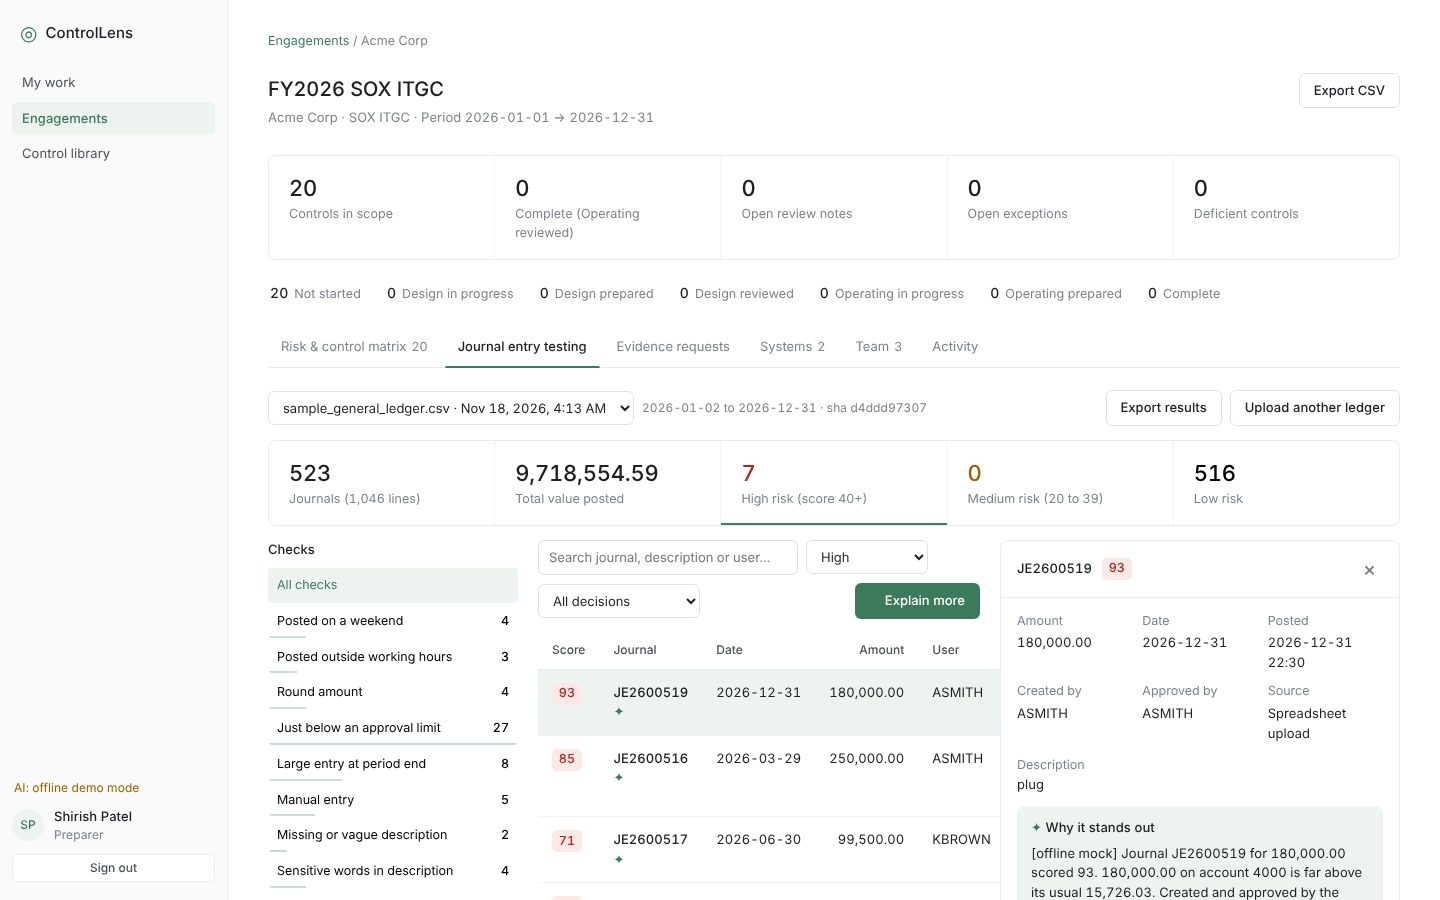 ControlLens
My work
Engagements
Control library
AI: offline demo mode
SP
Shirish Patel
Preparer
Sign out
Engagements / Acme Corp
FY2026 SOX ITGC
Acme Corp · SOX ITGC · Period 2026-01-01 → 2026-12-31
Export CSV
20
Controls in scope
0
Complete (Operating
reviewed)
0
Open review notes
0
Open exceptions
0
Deficient controls
20 Not started 0 Design in progress 0 Design prepared 0 Design reviewed 0 Operating in progress 0 Operating prepared 0 Complete
Risk & control matrix 20 Journal entry testing Evidence requests Systems 2 Team 3 Activity
sample_general_ledger.csv · Nov 18, 2026, 4:13 AM 2026-01-02 to 2026-12-31 · sha d4ddd97307
Export results Upload another ledger
523
Journals (1,046 lines)
9,718,554.59
Total value posted
7
High risk (score 40+)
0
Medium risk (20 to 39)
516
Low risk
Checks
All checks
Posted on a weekend 4
Posted outside working hours 3
Round amount 4
Just below an approval limit 27
Large entry at period end 8
Manual entry 5
Missing or vague description 2
Sensitive words in description 4
Search journal, description or user...
High
All decisions
Explain more
Score Journal Date Amount User
93 JE2600519 2026-12-31 180,000.00 ASMITH
85 JE2600516 2026-03-29 250,000.00 ASMITH
71 JE2600517 2026-06-30 99,500.00 KBROWN
JE2600519 93
Amount Date Posted
180,000.00 2026-12-31 2026-12-31
22:30
Created by Approved by Source
ASMITH ASMITH Spreadsheet
upload
Description
plug
Why it stands out
[offline mock] Journal JE2600519 for 180,000.00
scored 93. 180,000.00 on account 4000 is far above
its usual 15,726.03. Created and approved by the